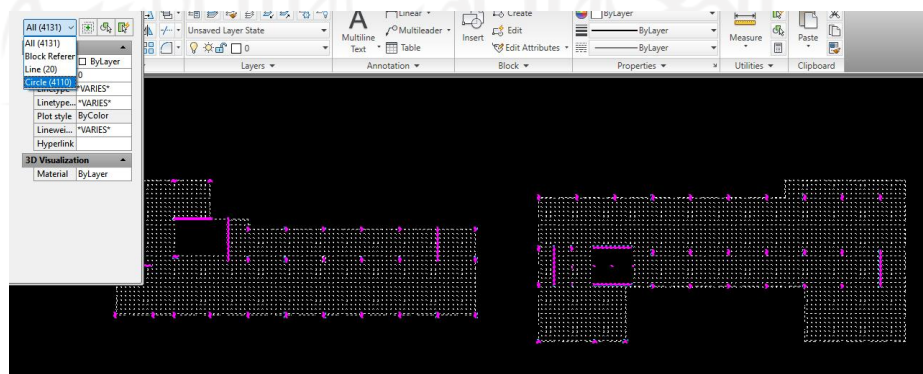 Linear
Create
ByLayer
All (4131)
Unsaved Layer State
Multileader
Edit
ByLayer
Measure
Paste
All (4131)
Multiline
Text
Table
Insert
Edit Attributes
ByLayer
Block Referer
ByLayer
0
Line (20)
0
Layers
Annotation
Block
Properties
Utilities
Clipboard
Circle (4110)
Linetype *VARIES*
Linetype... *VARIES*
Plot style ByColor
Linewei... *VARIES*
Hyperlink
3D Visualization
Material ByLayer